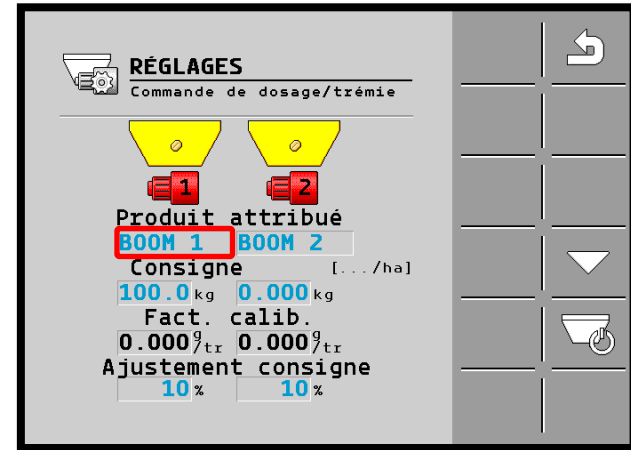 RÉGLAGES
Commande de dosage/trémie
1 2
Produit attribué
BOOM 1 BOOM 2
Consigne [.../ha]
100.0 kg 0.000 kg
Fact. calib.
0.000 g/tr 0.000 g/tr
Ajustement consigne
10 % 10 %